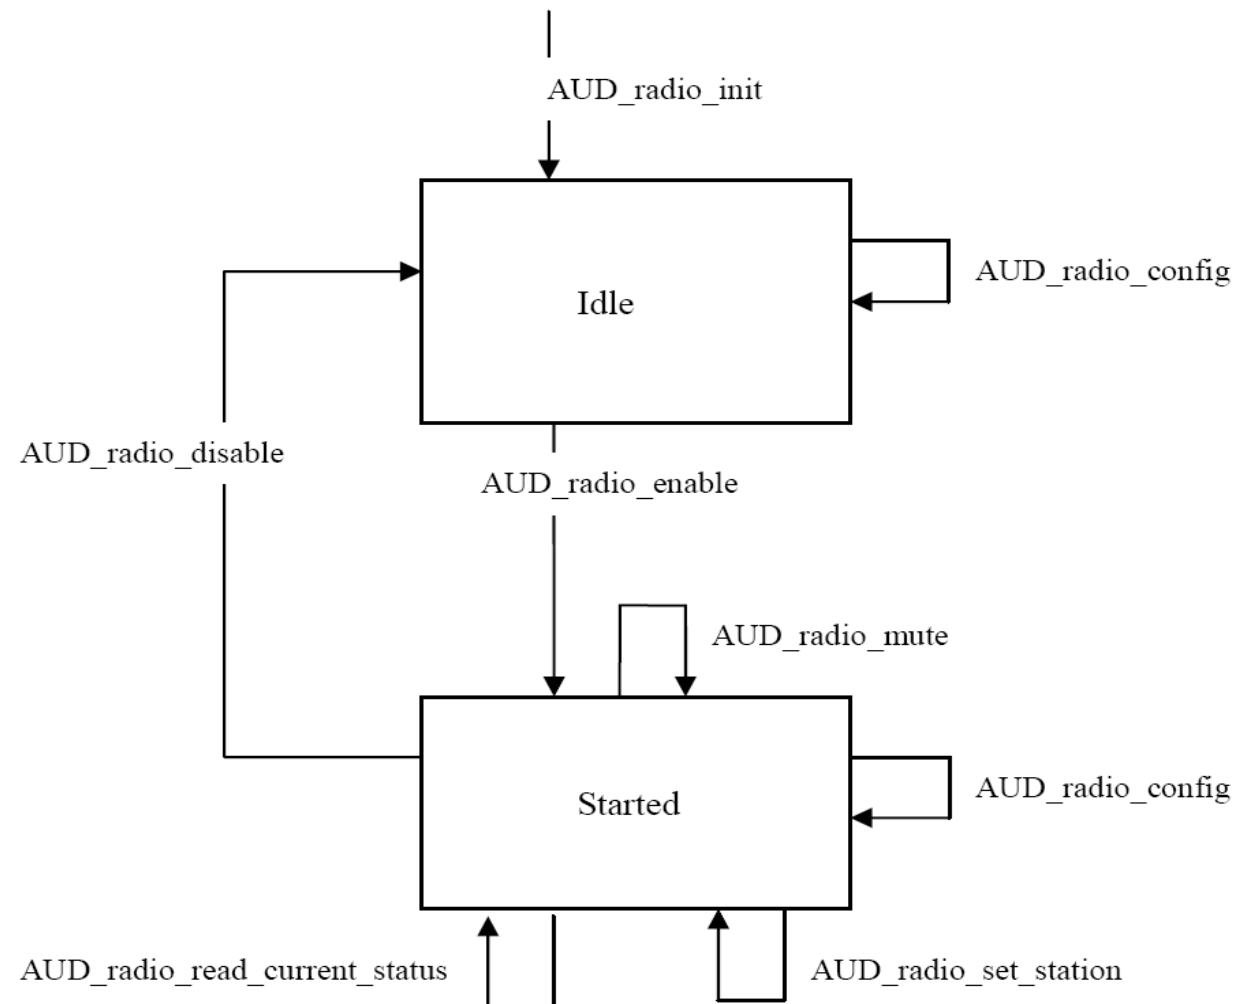 AUD_radio_init
AUD_radio_config
Idle
AUD_radio_disable
AUD_radio_enable
AUD_radio_mute
AUD_radio_config
Started
AUD_radio_read_current_status
AUD_radio_set_station